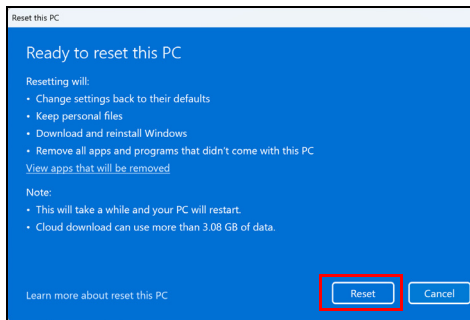 Reset this PC
Ready to reset this PC
Resetting will:
• Change settings back to their defaults
• Keep personal files
• Download and reinstall Windows
• Remove all apps and programs that didn't come with this PC
View apps that will be removed
Note:
• This will take a while and your PC will restart.
• Cloud download can use more than 3.08 GB of data.
Learn more about reset this PC
Reset
Cancel